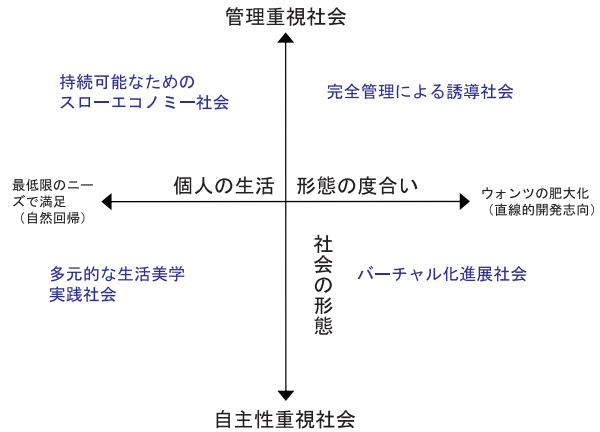 管理重視社会
持続可能なための
スローエコノミー社会
完全管理による誘導社会
最低限のニー
ズで満足
（自然回帰）
個人の生活 形態の度合い
ウォンツの肥大化
（直線的開発志向）
社会の形態
多元的な生活美学
実践社会
バーチャル化進展社会
自主性重視社会